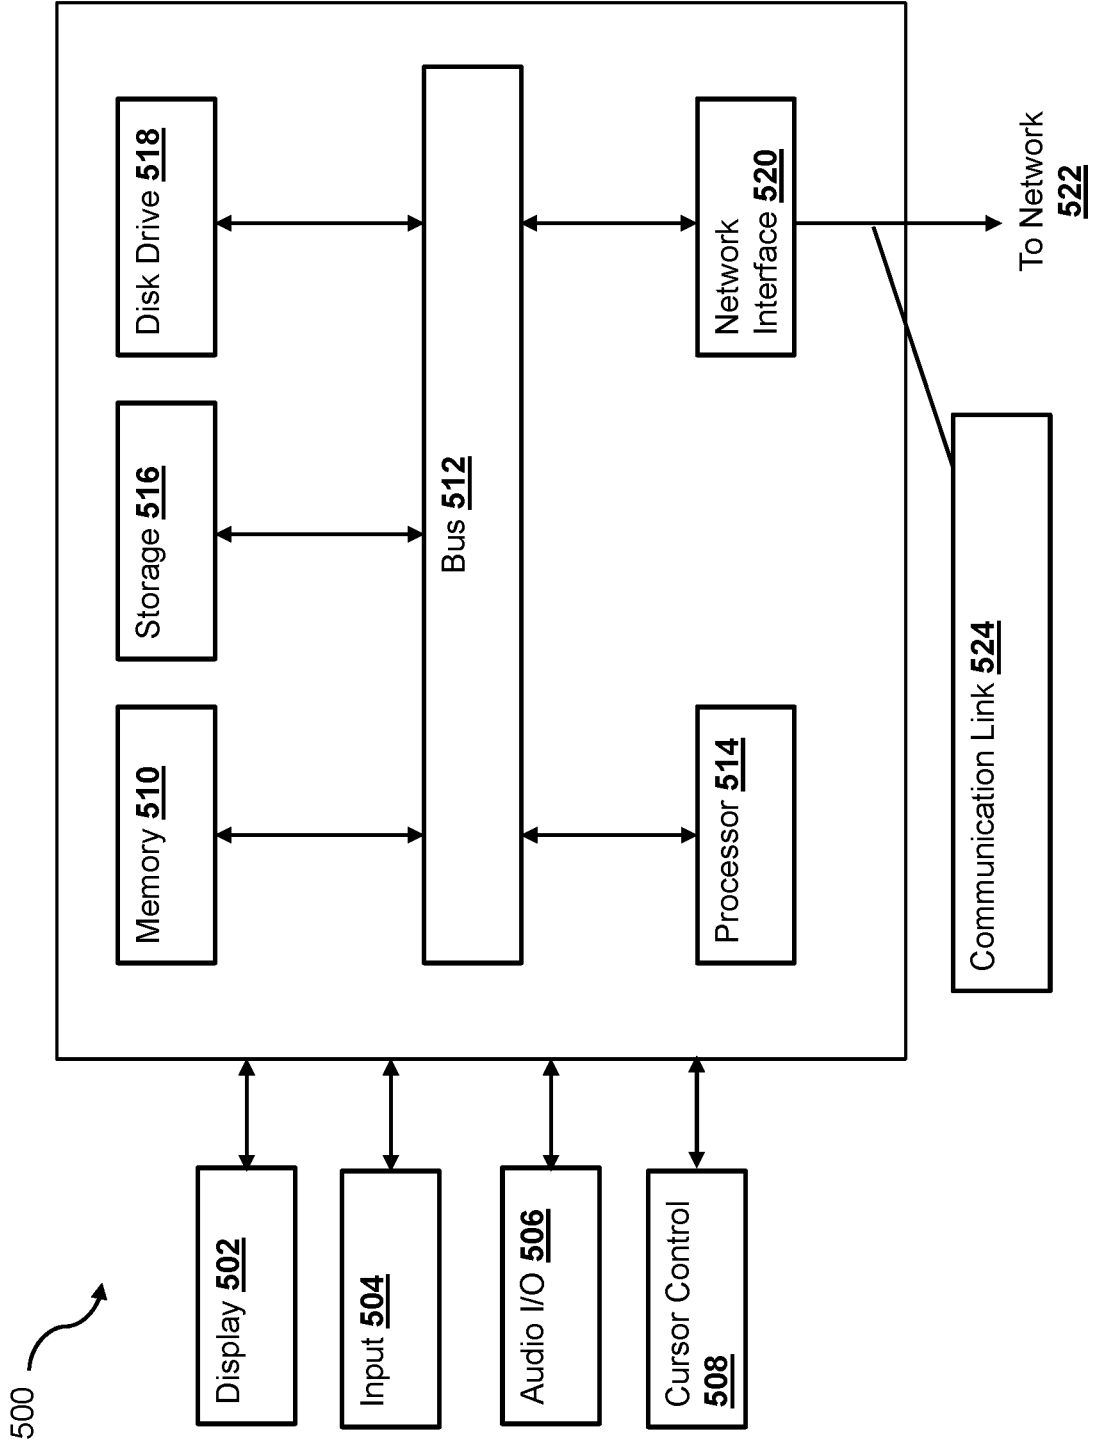 500
Display 502
Input 504
Audio I/O 506
Cursor Control
508
Memory 510
Storage 516
Disk Drive 518
Bus 512
Processor 514
Network
Interface 520
Communication Link 524
To Network
522